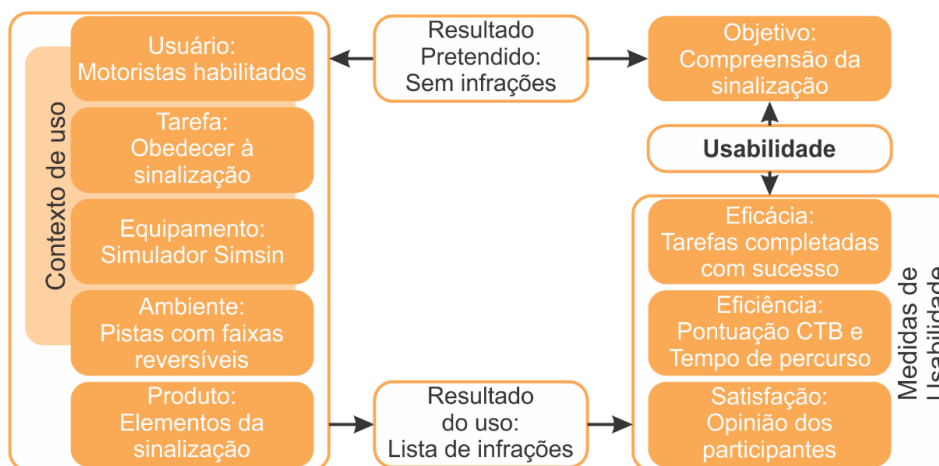 Contexto de uso
Usuário:
Motoristas habilitados
Tarefa:
Obedecer à
sinalização
Equipamento:
Simulador Simsin
Ambiente:
Pistas com faixas
reversíveis
Produto:
Elementos da
sinalização
Resultado
Pretendido:
Sem infrações
Resultado
do uso:
Lista de infrações
Objetivo:
Compreensão da
sinalização
Usabilidade
Eficácia:
Tarefas completadas
com sucesso
Eficiência:
Pontuação CTB e
Tempo de percurso
Satisfação:
Opinião dos
participantes
Medidas de
Usabilidade